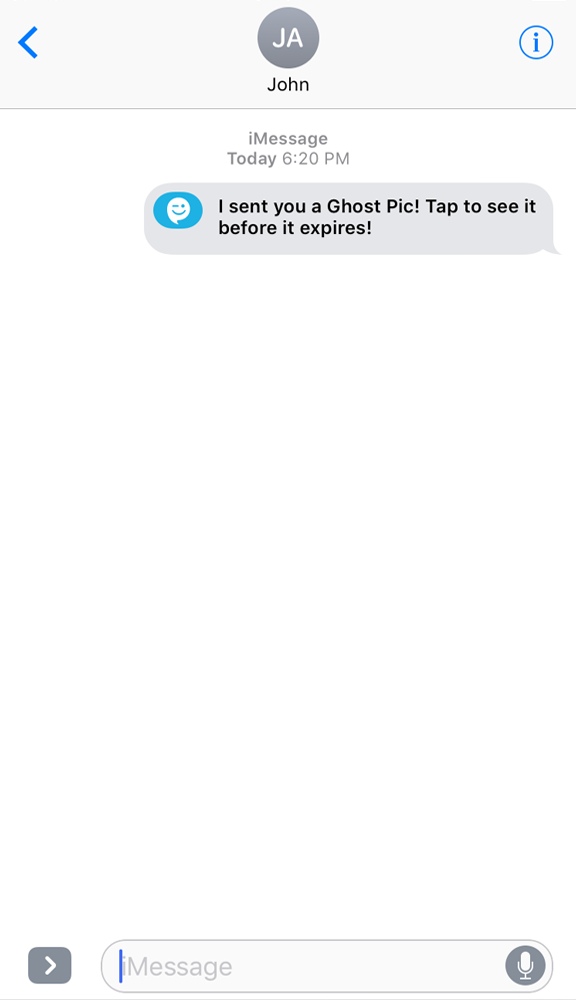 JA
John
iMessage
Today 6:20 PM
I sent you a Ghost Pic! Tap to see it
before it expires!
iMessage